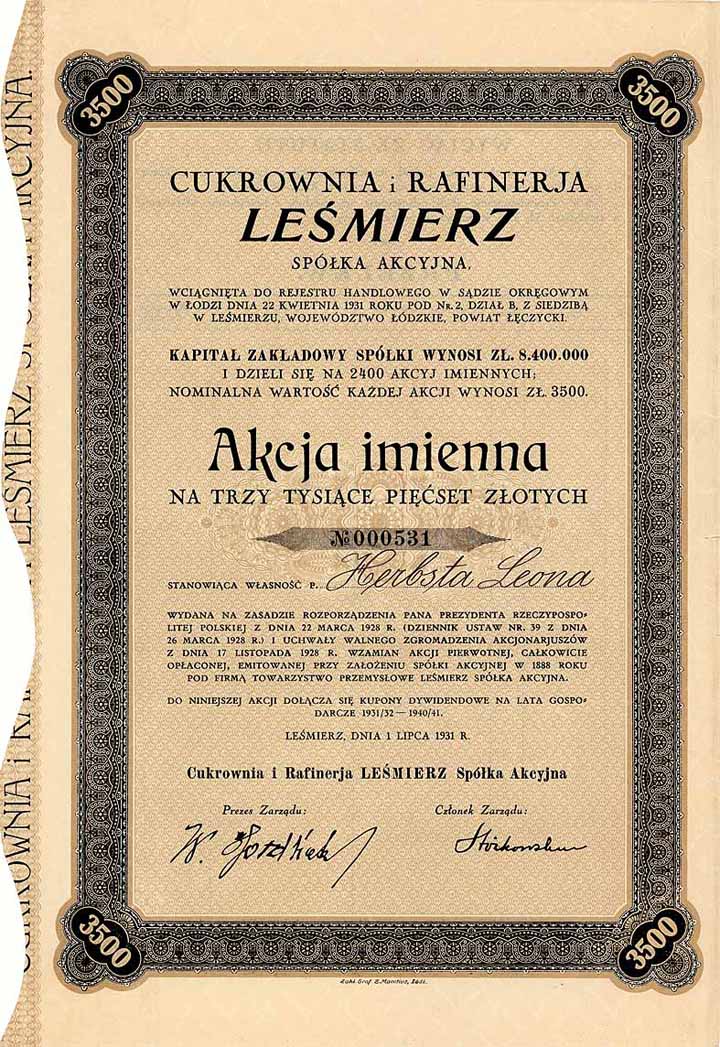 3500
3500
CUKROWNIA i RAFINERJA
LEŚMIERZ
SPÓŁKA AKCYJNA,
WCIĄGNIĘTA DO REJESTRU HANDLOWEGO W SĄDZIE OKRĘGOWYM
W ŁODZI DNIA 22 KWIETNIA 1931 ROKU POD Nr. 2, DZIAŁ B, Z SIEDZIBĄ
W LEŚMIERZU, WOJEWÓDZTWO ŁÓDZKIE, POWIAT ŁĘCZYCKI.
KAPITAŁ ZAKŁADOWY SPÓŁKI WYNOSI ZŁ. 8.400.000
I DZIELI SIĘ NA 2400 AKCYJ IMIENNYCH;
NOMINALNA WARTOŚĆ KAŻDEJ AKCJI WYNOSI ZŁ. 3500.
Akcja imienna
NA TRZY TYSIĄCE PIĘĆSET ZŁOTYCH
№ 000531
STANOWIĄCA WŁASNOŚĆ P... Herbsta Leona
WYDANA NA ZASADZIE ROZPORZĄDZENIA PANA PREZYDENTA RZECZYPOSPO-
LITEJ POLSKIEJ Z DNIA 22 MARCA 1928 R. (DZIENNIK USTAW NR. 39 Z DNIA
26 MARCA 1928 R.) I UCHWAŁY WALNEGO ZGROMADZENIA AKCJONARJUSZÓW
Z DNIA 17 LISTOPADA 1928 R. WZAMIAN AKCJI PIERWOTNEJ, CAŁKOWICIE
OPŁACONEJ, EMITOWANEJ PRZY ZAŁOŻENIU SPÓŁKI AKCYJNEJ W 1888 ROKU
POD FIRMĄ TOWARZYSTWO PRZEMYSŁOWE LEŚMIERZ SPÓŁKA AKCYJNA.
DO NINIEJSZEJ AKCJI DOŁĄCZA SIĘ KUPONY DYWIDENDOWE NA LATA GOSPO-
DARCZE 1931/32 — 1940/41.
LEŚMIERZ, DNIA 1 LIPCA 1931 R.
Cukrownia i Rafinerja LEŚMIERZ Spółka Akcyjna
Prezes Zarządu:
Członek Zarządu:
3500
3500
Zakł. Graf. B. Manitius, Łódź.
CUKROWNIA i RAFINERJA LEŚMIERZ SPÓŁKA AKCYJNA.